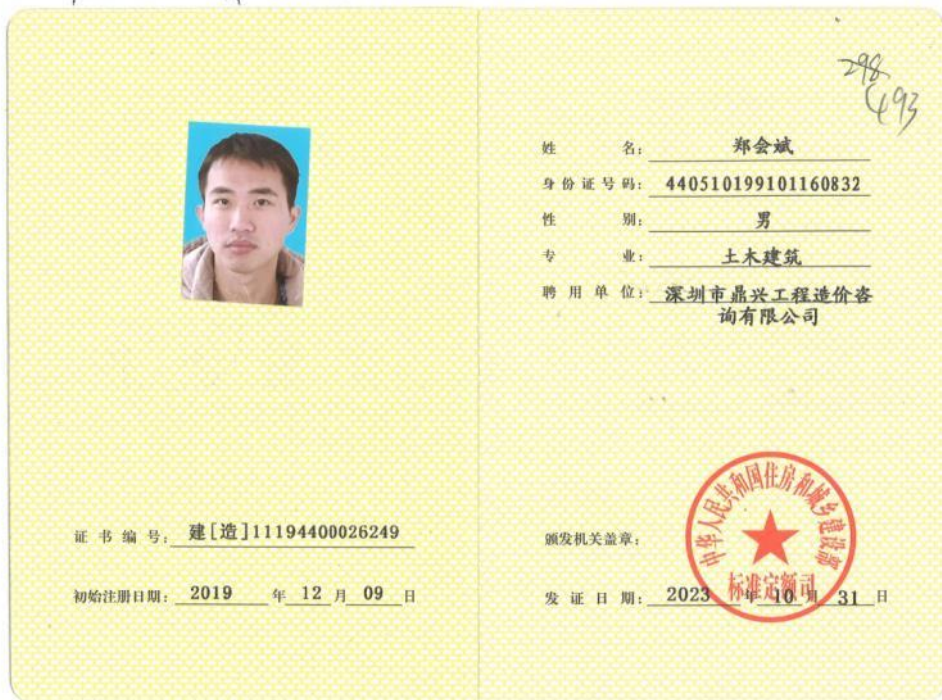 298
493
姓名: 郑会斌
身份证号码: 440510199101160832
性别: 男
专业: 土木建筑
聘用单位: 深圳市鼎兴工程造价咨
询有限公司
证书编号: 建[造]11194400026249
初始注册日期: 2019 年 12 月 09 日
颁发机关盖章:
中华人民共和国住房和城乡建设部
标准定额司
发证日期: 2023 年 10 月 31 日